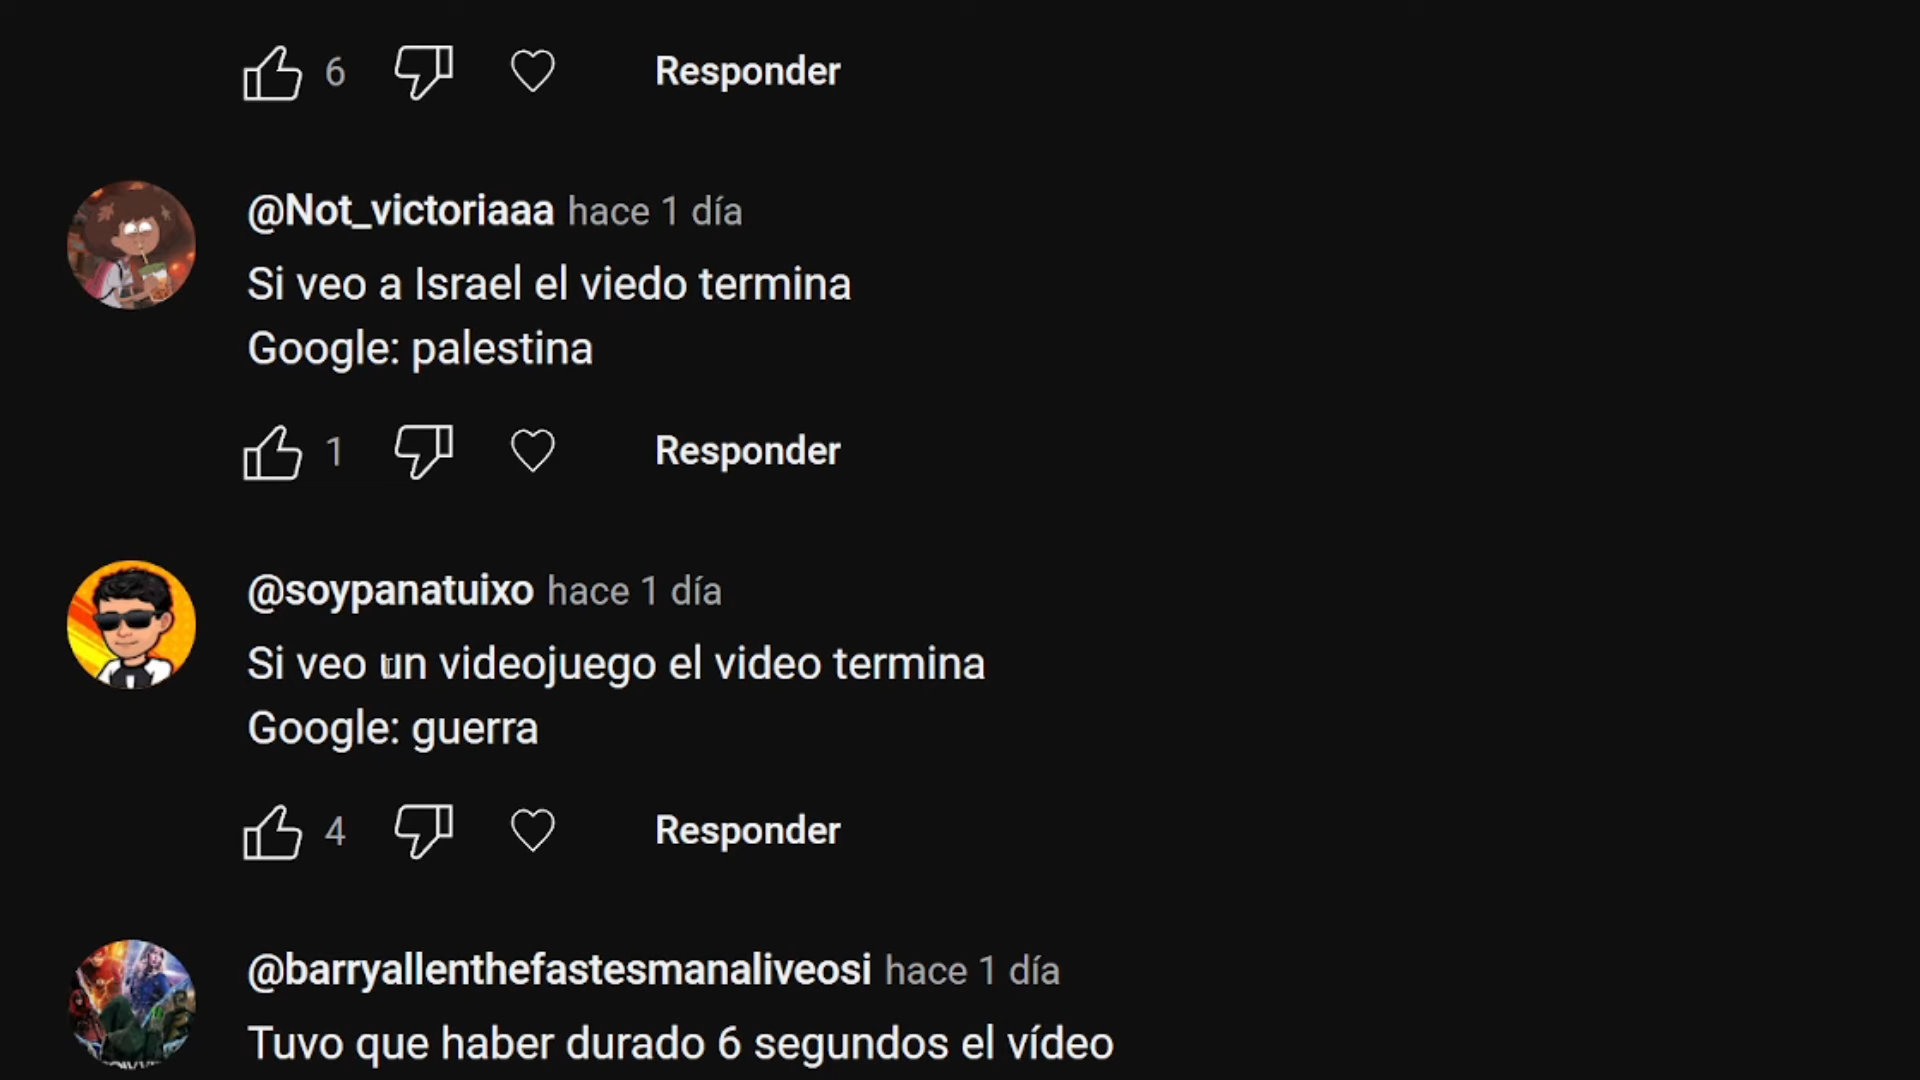 6 Responder
@Not_victoriaaa hace 1 día
Si veo a Israel el viedo termina
Google: palestina
1 Responder
@soypanatuixo hace 1 día
Si veo un videojuego el video termina
Google: guerra
4 Responder
@barryallenthefastesmanaliveosi hace 1 día
Tuvo que haber durado 6 segundos el vídeo